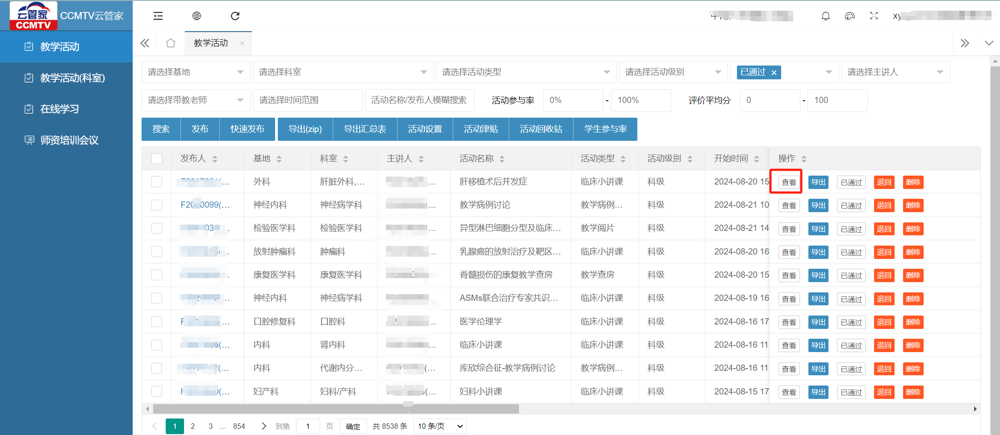 云管家
CCMTV
CCMTV云管家
教学活动
教学活动(科室)
在线学习
师资培训会议
教学活动
请选择基地
请选择科室
请选择活动类型
请选择活动级别
已通过 ×
请选择主讲人
请选择带教老师
请选择时间范围
活动名称/发布人模糊搜索
活动参与率 0% - 100%
评价平均分 0 - 100
搜索 发布 快速发布 导出(zip) 导出汇总表 活动设置 活动津贴 活动回收站 学生参与率
发布人 基地 科室 主讲人 活动名称 活动类型 活动级别 开始时间 操作
外科 肝脏外科,... 肝移植术后并发症 临床小讲课 科级 2024-08-20 15 查看 导出 已通过 退回 删除
神经内科 神经病学科 教学病例讨论 教学病例... 科级 2024-08-21 10 查看 导出 已通过 退回 删除
检验医学科 检验医学科 异型淋巴细胞分型及临床... 教学阅片 科级 2024-08-21 14 查看 导出 已通过 退回 删除
放射肿瘤科 肿瘤科 乳腺癌的放射治疗及靶区... 临床小讲课 科级 2024-08-20 16 查看 导出 已通过 退回 删除
康复医学科 康复医学科 脊髓损伤的康复教学查房 教学查房 科级 2024-08-20 15 查看 导出 已通过 退回 删除
神经内科 神经病学科 ASMs联合治疗专家共识... 临床小讲课 科级 2024-08-19 16 查看 导出 已通过 退回 删除
口腔修复科 口腔科 医学伦理学 临床小讲课 科级 2024-08-16 17 查看 导出 已通过 退回 删除
内科 肾内科 临床小讲课 临床小讲课 科级 2024-08-16 11 查看 导出 已通过 退回 删除
内科 代谢内分... 库欣综合征-教学病例讨论 教学病例... 科级 2024-08-16 11 查看 导出 已通过 退回 删除
妇产科 妇科/产科 妇科小讲课 临床小讲课 科级 2024-08-15 17 查看 导出 已通过 退回 删除
1 2 3 ... 854 到第 1 页 确定 共 8538 条 10 条/页